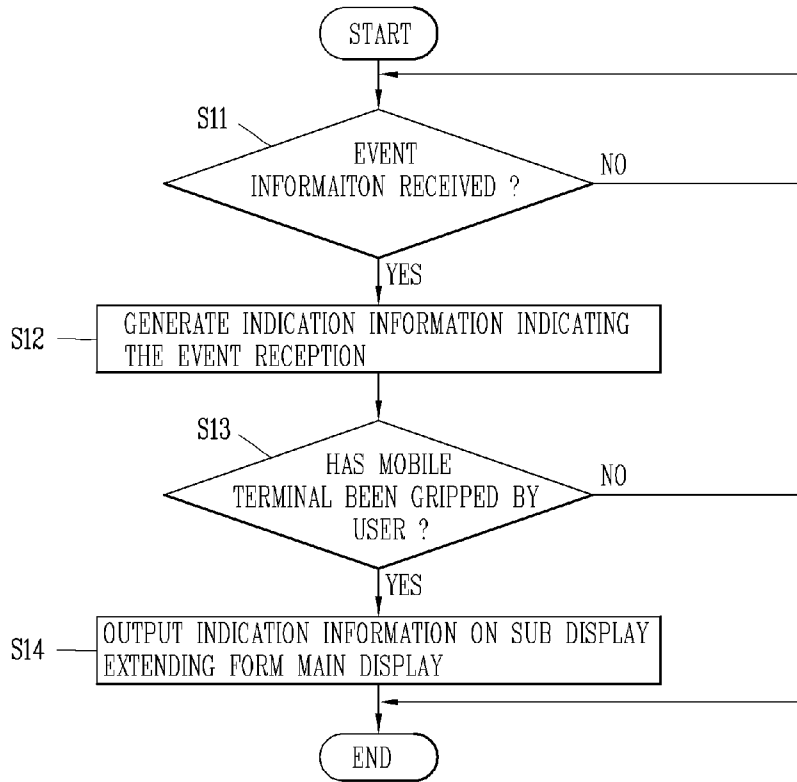 START
S11
EVENT
INFORMAITON RECEIVED ?
NO
YES
S12
GENERATE INDICATION INFORMATION INDICATING
THE EVENT RECEPTION
S13
HAS MOBILE
TERMINAL BEEN GRIPPED BY
USER ?
NO
YES
S14
OUTPUT INDICATION INFORMATION ON SUB DISPLAY
EXTENDING FORM MAIN DISPLAY
END